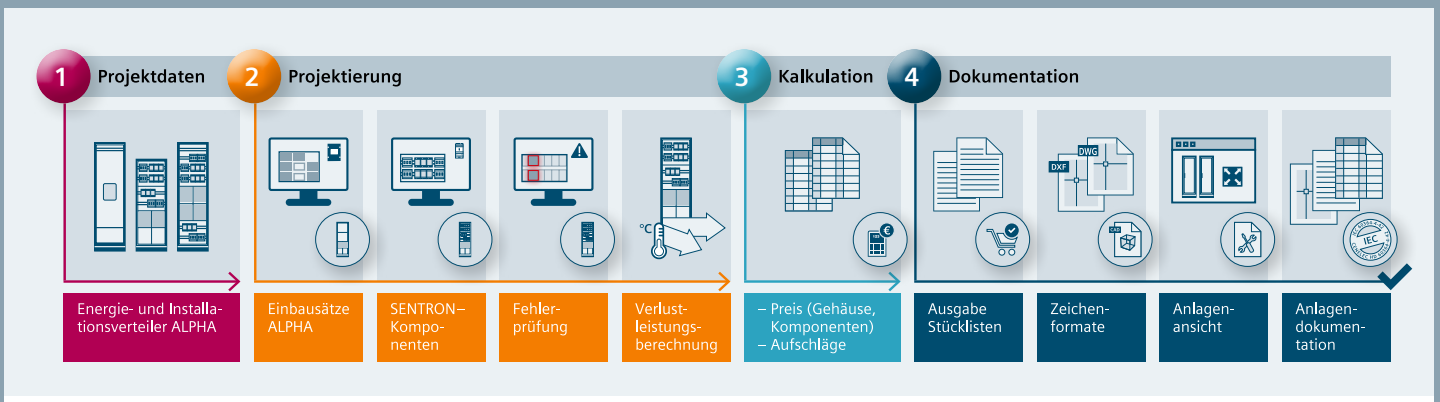 1 Projektdaten
2 Projektierung
3 Kalkulation
4 Dokumentation
°C
€
DXF
DWG
CAD
IEC
Energie- und Installa-
tionsverteiler ALPHA
Einbausätze
ALPHA
SENTRON–
Kompo-
nenten
Fehler-
prüfung
Verlust-
leistungs-
berechnung
– Preis (Gehäuse,
Komponenten)
– Aufschläge
Ausgabe
Stücklisten
Zeichen-
formate
Anlagen-
ansicht
Anlagen-
dokumen-
tation